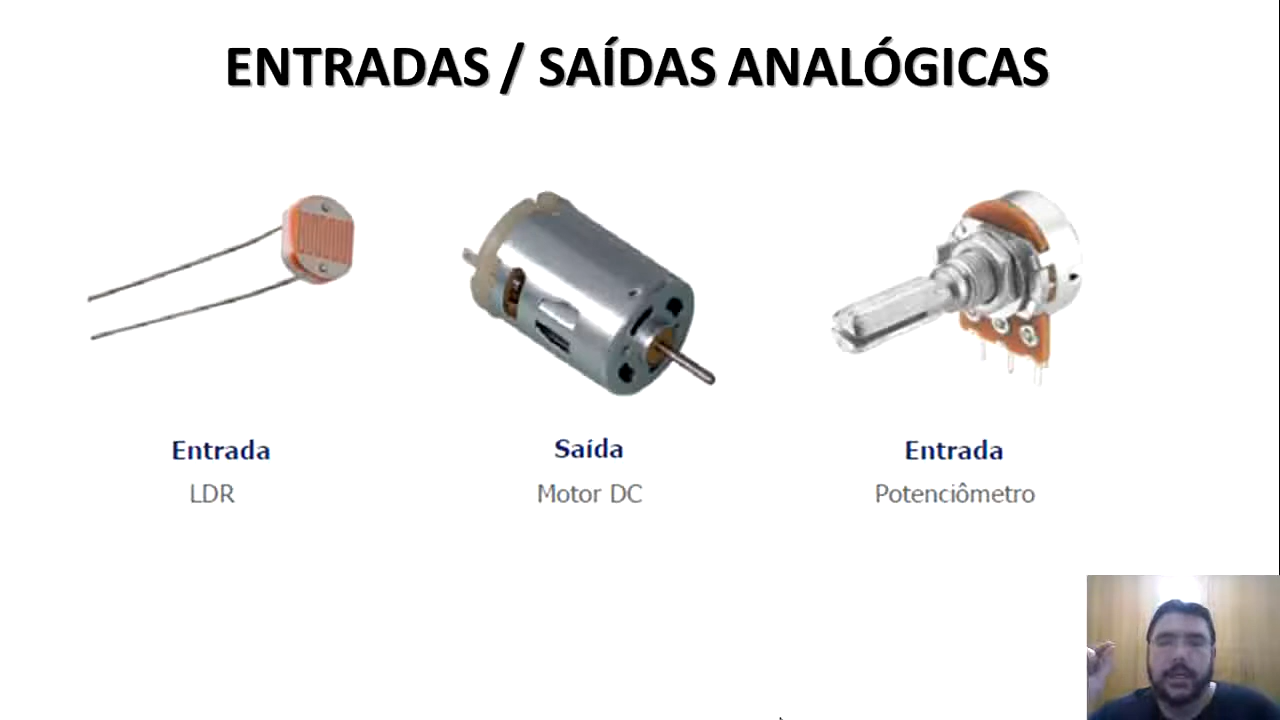 ENTRADAS / SAÍDAS ANALÓGICAS
Entrada
LDR
Saída
Motor DC
Entrada
Potenciômetro